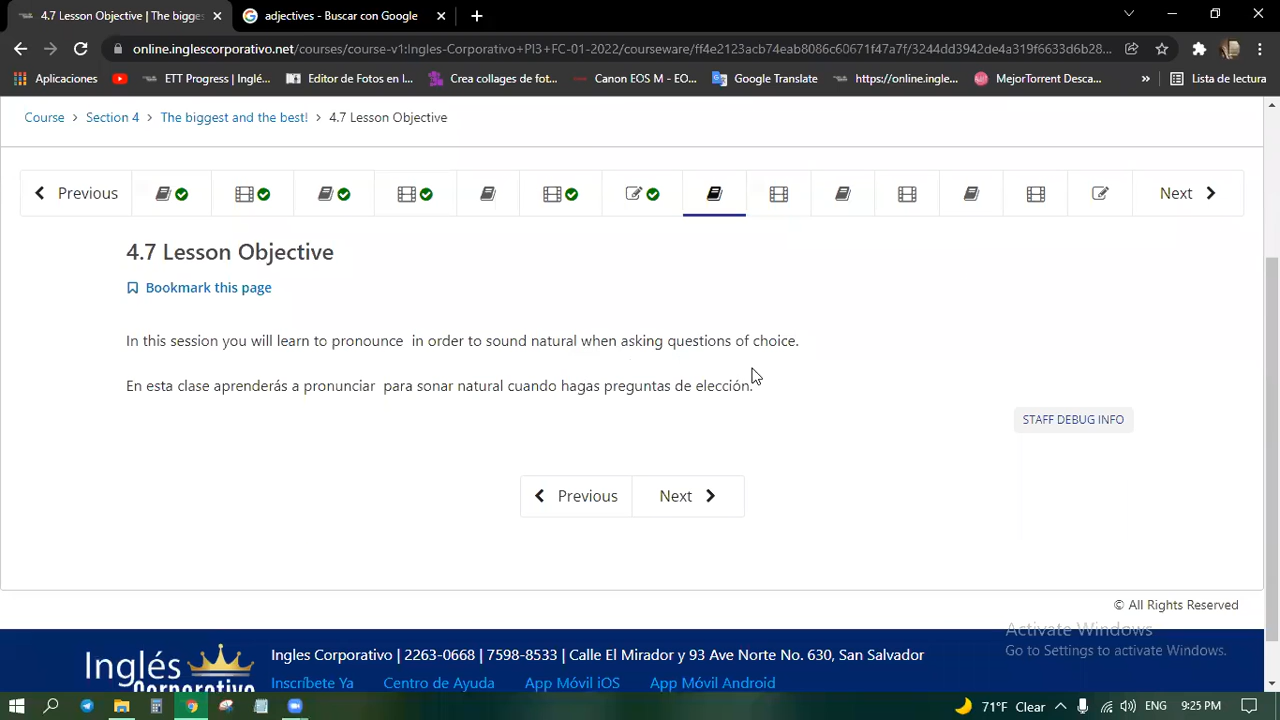 4.7 Lesson Objective | The bigges
adjectives - Buscar con Google
online.inglescorporativo.net/courses/course-v1:Ingles-Corporativo+PI3+FC-01-2022/courseware/ff4e2123acb74eab8086c60671f47a7f/3244ddd3942de4a319f6633d6b28...
Aplicaciones
ETT Progress | Inglé...
Editor de Fotos en l...
Crea collages de fot...
Canon EOS M - EO...
Google Translate
https://online.ingle...
MejorTorrent Desca...
»
Lista de lectura
Course > Section 4 > The biggest and the best! > 4.7 Lesson Objective
Previous
Next
4.7 Lesson Objective
Bookmark this page
In this session you will learn to pronounce in order to sound natural when asking questions of choice.
En esta clase aprenderás a pronunciar para sonar natural cuando hagas preguntas de elección.
STAFF DEBUG INFO
Previous
Next
© All Rights Reserved
Activate Windows
Go to Settings to activate Windows.
Inglés
Corporativo
Ingles Corporativo | 2263-0668 | 7598-8533 | Calle El Mirador y 93 Ave Norte No. 630, San Salvador
Inscríbete Ya
Centro de Ayuda
App Móvil iOS
App Móvil Android
71°F Clear
ENG
9:25 PM